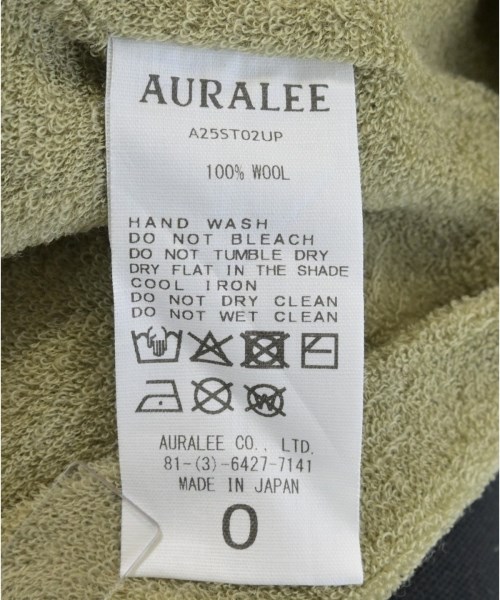 AURALEE
A25ST02UP
100% WOOL
HAND WASH
DO NOT BLEACH
DO NOT TUMBLE DRY
DRY FLAT IN THE SHADE
COOL IRON
DO NOT DRY CLEAN
DO NOT WET CLEAN
W
AURALEE CO., LTD.
81-(3)-6427-7141
MADE IN JAPAN
0